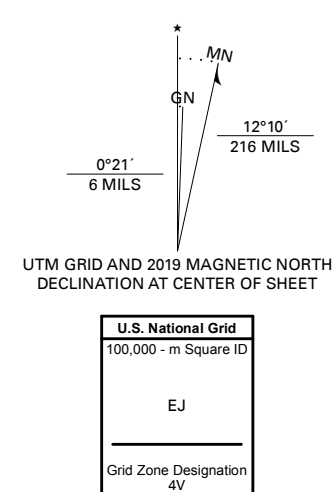 ★
MN
GN
12°10´
216 MILS
0°21´
6 MILS
UTM GRID AND 2019 MAGNETIC NORTH
DECLINATION AT CENTER OF SHEET
U.S. National Grid
100,000 - m Square ID
EJ
Grid Zone Designation
4V